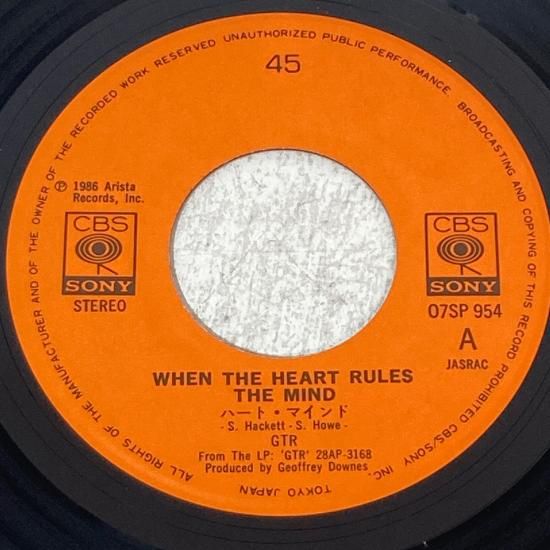 ALL RIGHTS OF THE MANUFACTURER AND OF THE OWNER OF THE RECORDED WORK RESERVED UNAUTHORIZED PUBLIC PERFORMANCE. BROADCASTING AND COPYING OF THIS RECORD PROHIBITED CBS/SONY INC.
TOKYO JAPAN
45
℗ 1986 Arista
Records, Inc.
CBS
SONY
STEREO
CBS
SONY
07SP 954
A
JASRAC
WHEN THE HEART RULES
THE MIND
ハート・マインド
- S. Hackett - S. Howe -
GTR
From The LP: 'GTR' 28AP-3168
Produced by Geoffrey Downes